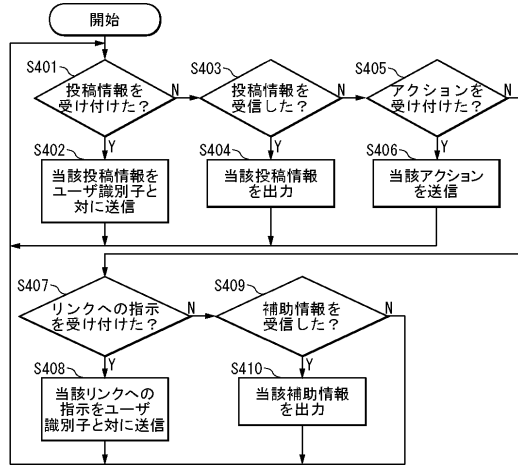 開始
S401
投稿情報を
受け付けた？
N
Y
S403
投稿情報を
受信した？
N
Y
S405
アクションを
受け付けた？
N
Y
S402
当該投稿情報を
ユーザ識別子と
対に送信
S404
当該投稿情報
を出力
S406
当該アクション
を送信
S407
リンクへの指示
を受け付けた？
N
Y
S409
補助情報を
受信した？
N
Y
S408
当該リンクへの
指示をユーザ
識別子と対に送信
S410
当該補助情報
を出力